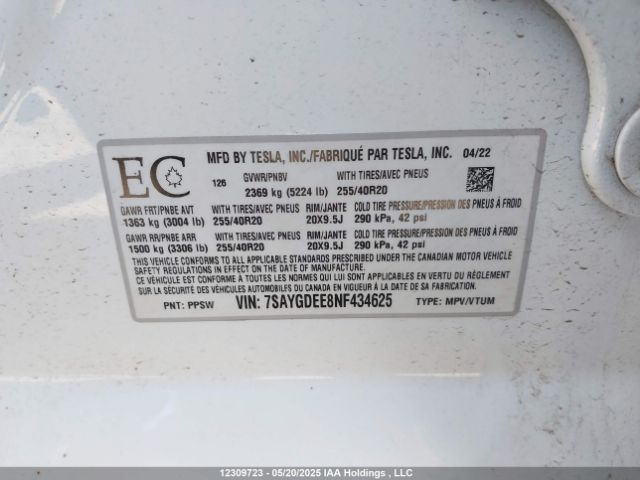 EC
MFD BY TESLA, INC./FABRIQUÉ PAR TESLA, INC. 04/22
126 GVWR/PNBV WITH TIRES/AVEC PNEUS
2369 kg (5224 lb) 255/40R20
GAWR FRT/PNBE AVT WITH TIRES/AVEC PNEUS RIM/JANTE COLD TIRE PRESSURE/PRESSION DES PNEUS À FROID
1363 kg (3004 lb) 255/40R20 20X9.5J 290 kPa, 42 psi
GAWR RR/PNBE ARR WITH TIRES/AVEC PNEUS RIM/JANTE COLD TIRE PRESSURE/PRESSION DES PNEUS À FROID
1500 kg (3306 lb) 255/40R20 20X9.5J 290 kPa, 42 psi
THIS VEHICLE CONFORMS TO ALL APPLICABLE STANDARDS PRESCRIBED UNDER THE CANADIAN MOTOR VEHICLE
SAFETY REGULATIONS IN EFFECT ON THE DATE OF MANUFACTURE
CE VÉHICULE EST CONFORME À TOUTES LES NORMES QUI LUI SONT APPLICABLES EN VERTU DU RÈGLEMENT
SUR LA SÉCURITÉ DES VÉHICULES AUTOMOBILES DU CANADA EN VIGUEUR À LA DATE DE SA FABRICATION.
PNT: PPSW VIN: 7SAYGDEE8NF434625 TYPE: MPV/VTUM
12309723 - 05/20/2025 IAA Holdings , LLC